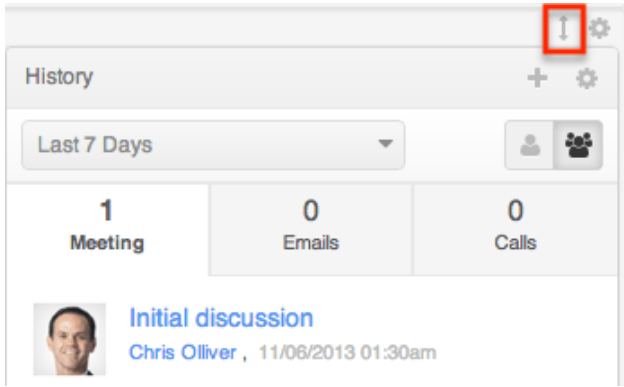 History
Last 7 Days
1 0 0
Meeting Emails Calls
Initial discussion
Chris Olliver , 11/06/2013 01:30am